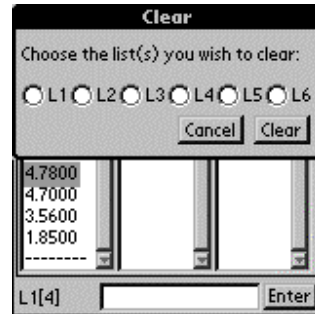 Clear
Choose the list(s) you wish to clear:
L1 L2 L3 L4 L5 L6
Cancel Clear
4.7800
4.7000
3.5600
1.8500
--------
L1[4] Enter